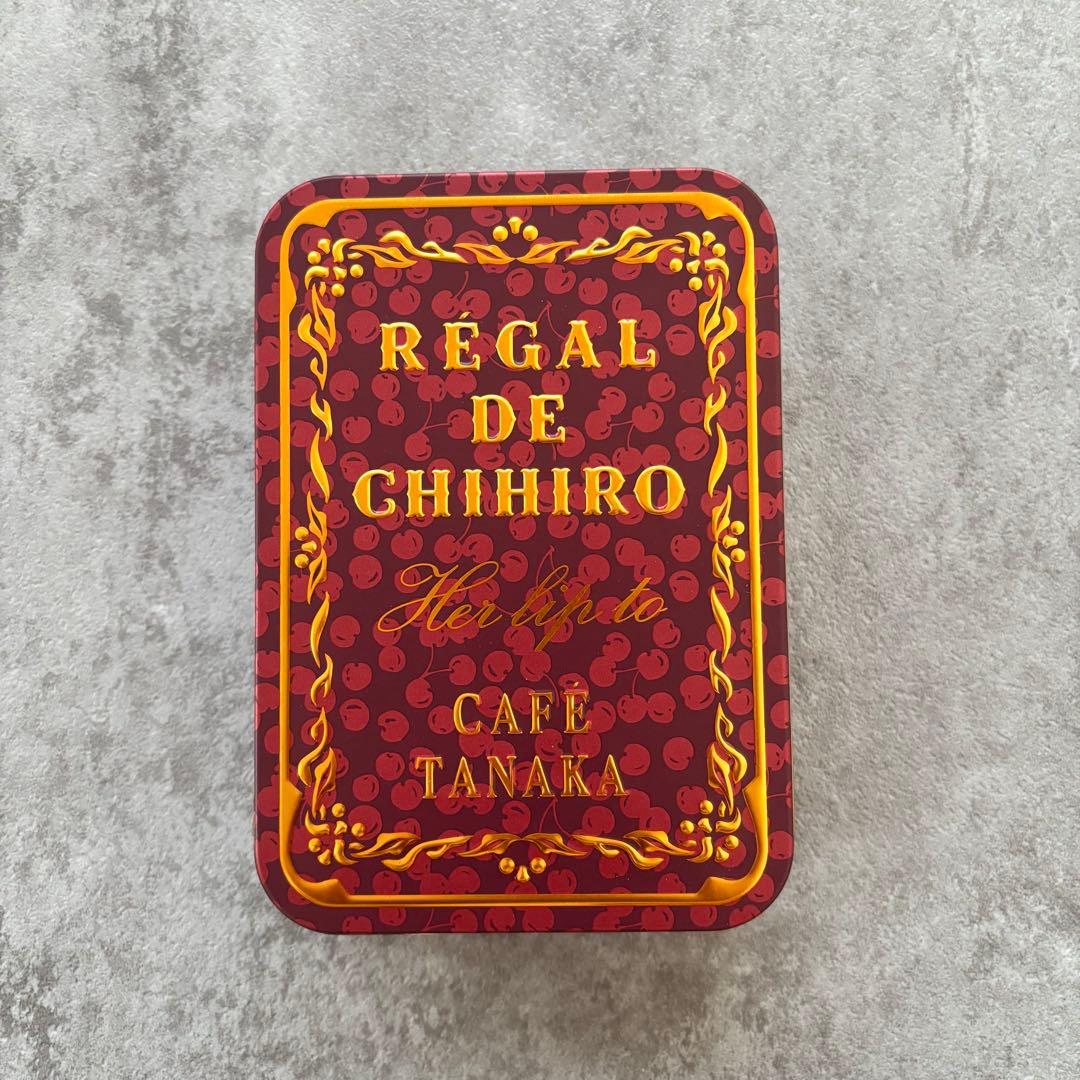 RÉGAL
DE
CHIHIRO
Her lip to
CAFÉ
TANAKA